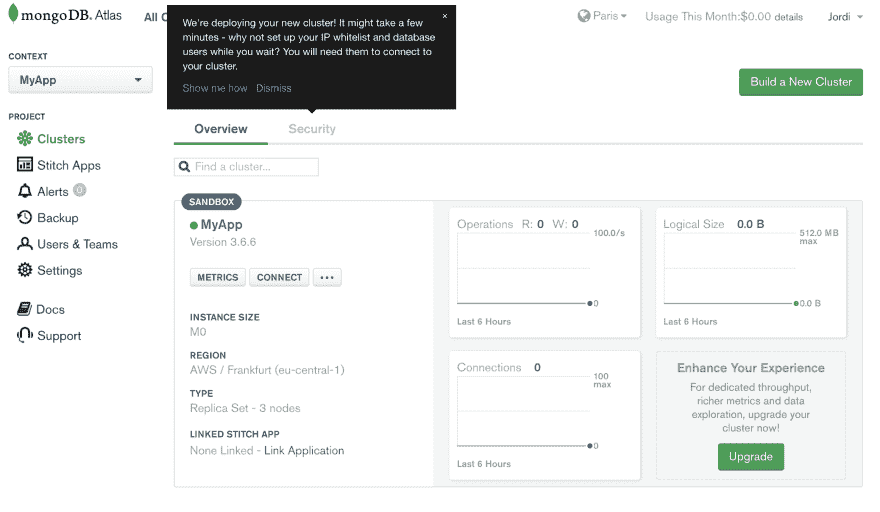 mongoDB. Atlas
All C
We're deploying your new cluster! It might take a few
minutes - why not set up your IP whitelist and database
users while you wait? You will need them to connect to
your cluster.
Show me how Dismiss
×
Paris
Usage This Month:$0.00 details
Jordi
CONTEXT
MyApp
Build a New Cluster
PROJECT
Clusters
Stitch Apps
Alerts 0
Backup
Users & Teams
Settings
Docs
Support
Overview
Security
Find a cluster...
SANDBOX
MyApp
Version 3.6.6
METRICS
CONNECT
...
INSTANCE SIZE
M0
REGION
AWS / Frankfurt (eu-central-1)
TYPE
Replica Set - 3 nodes
LINKED STITCH APP
None Linked - Link Application
Operations R: 0 W: 0
100.0/s
0
Last 6 Hours
Logical Size 0.0 B
512.0 MB
max
0.0 B
Last 6 Hours
Connections 0
100
max
0
Last 6 Hours
Enhance Your Experience
For dedicated throughput,
richer metrics and data
exploration, upgrade your
cluster now!
Upgrade